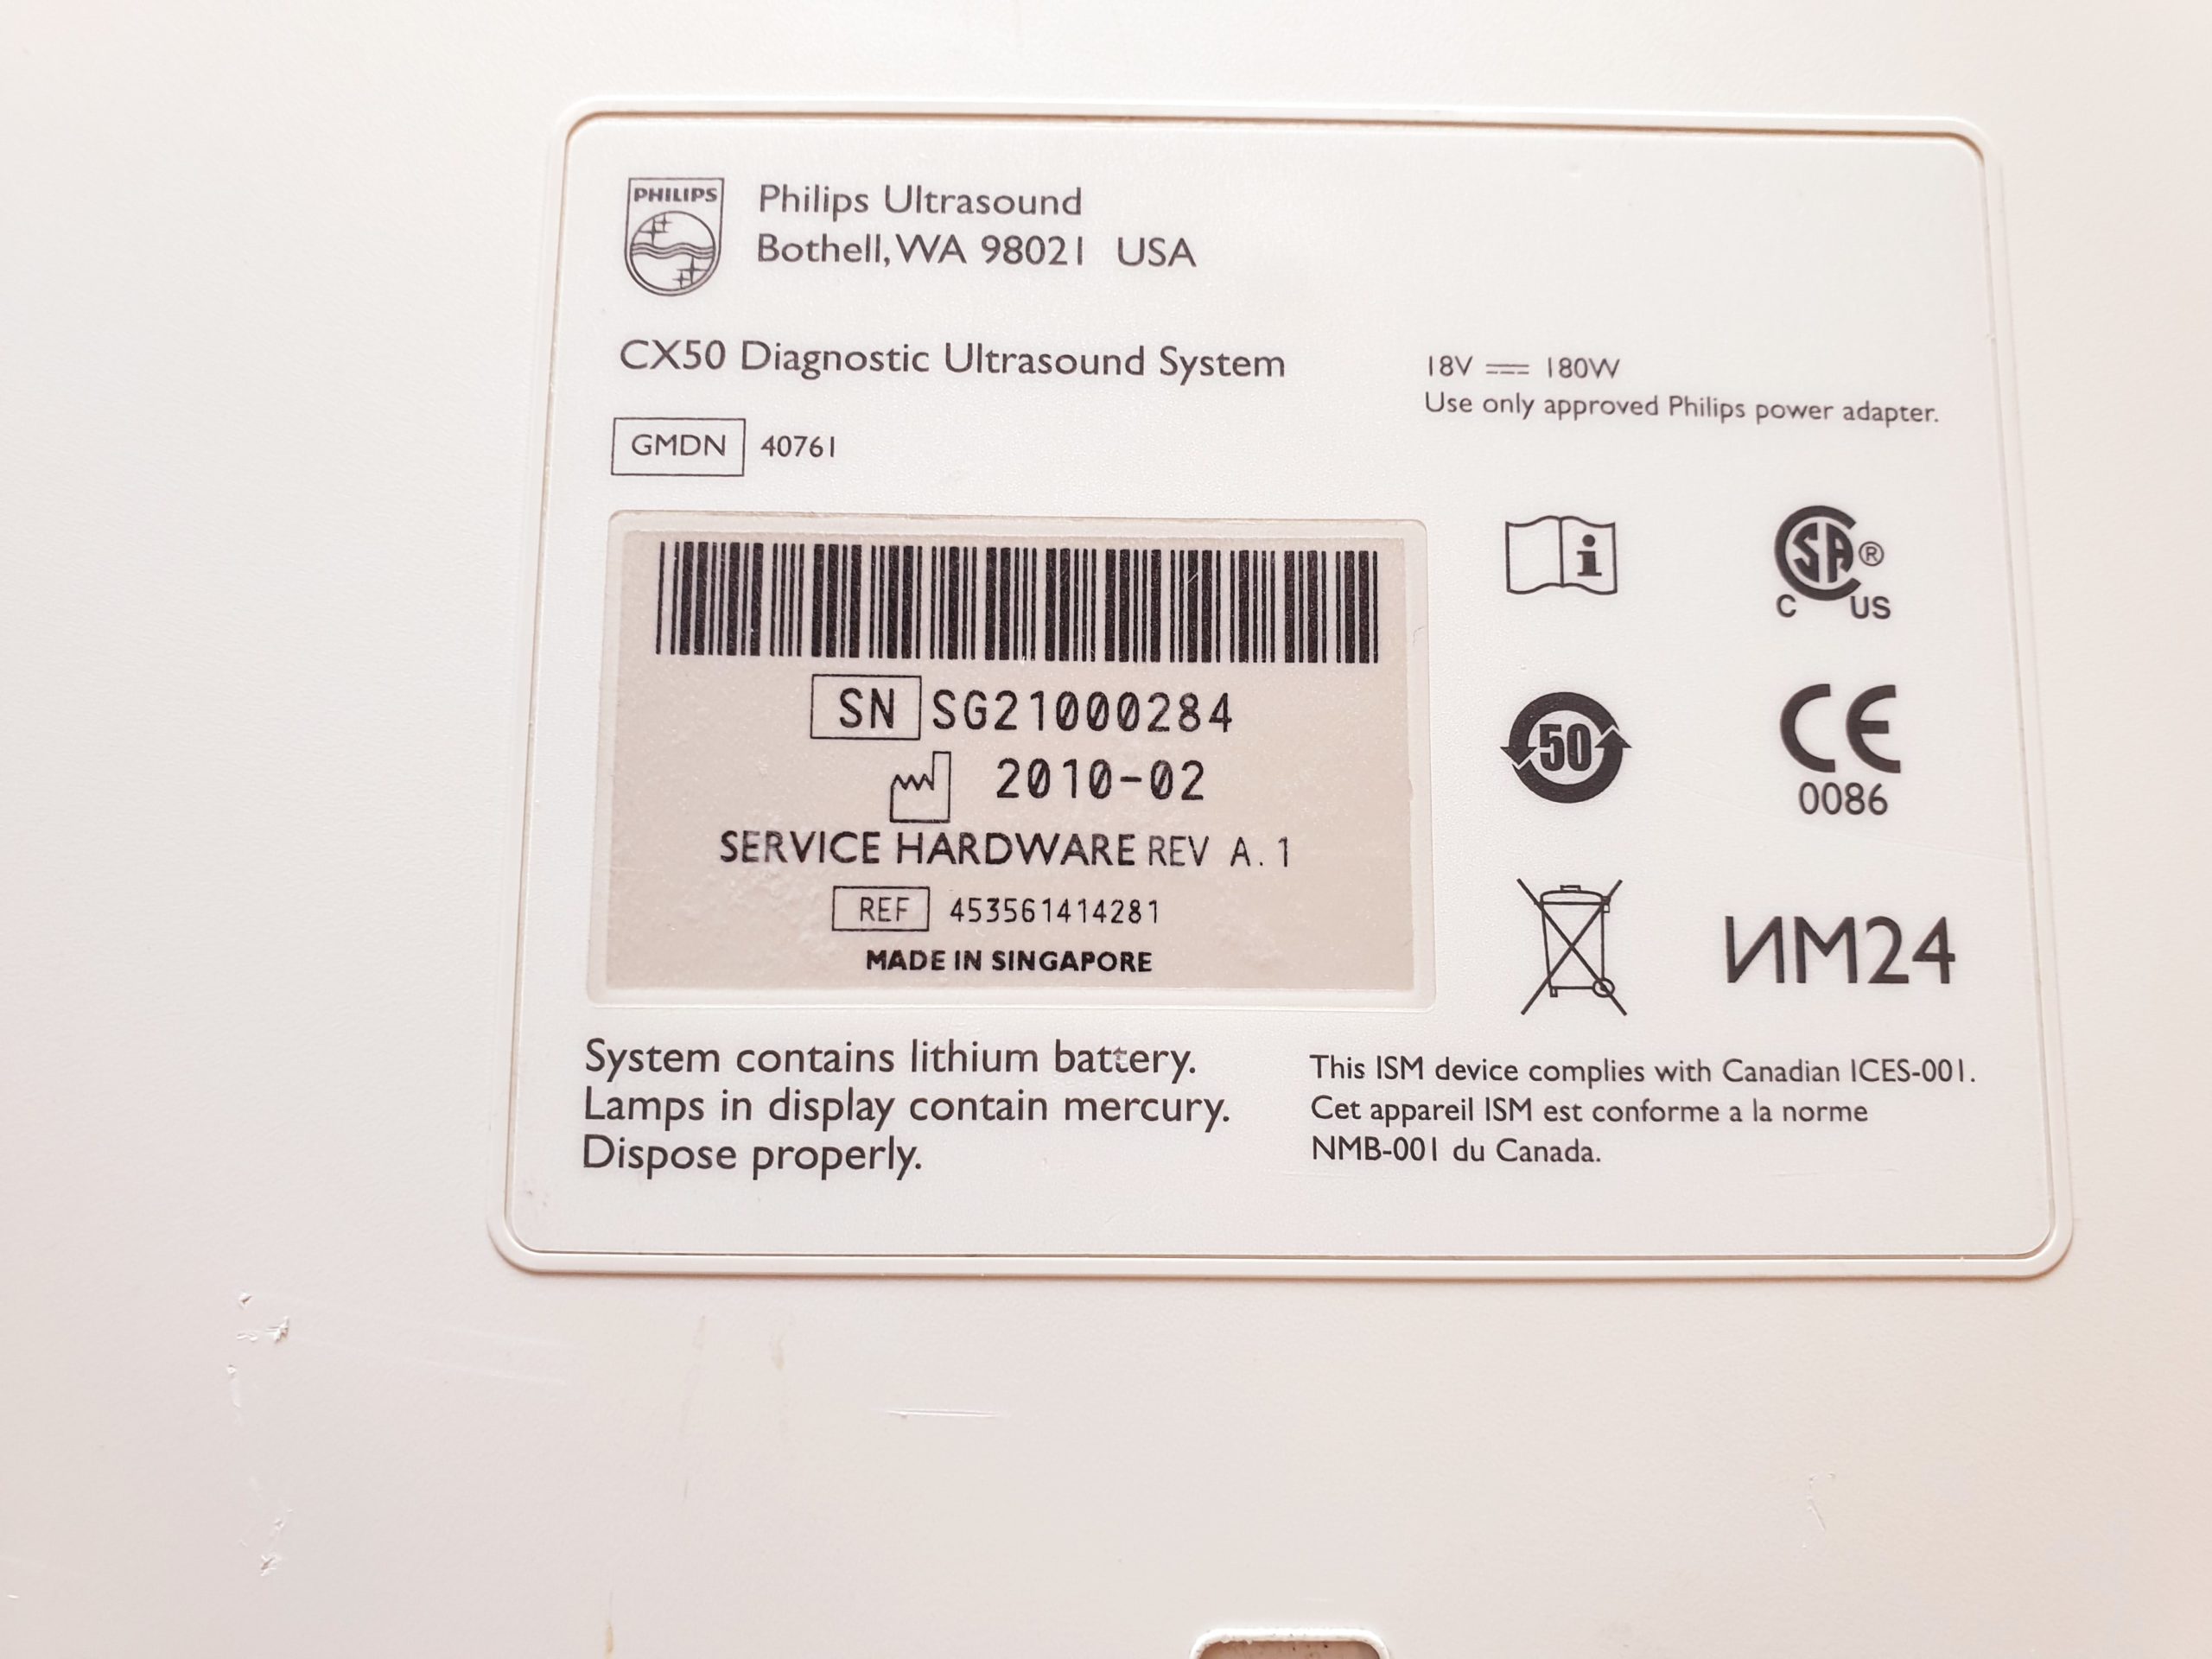 PHILIPS
Philips Ultrasound
Bothell, WA 98021 USA
CX50 Diagnostic Ultrasound System
18V 180W
Use only approved Philips power adapter.
GMDN 40761
SN SG21000284
2010-02
SERVICE HARDWARE REV A.1
REF 453561414281
MADE IN SINGAPORE
i
CSA®
C US
50
CE
0086
ИM24
System contains lithium battery.
Lamps in display contain mercury.
Dispose properly.
This ISM device complies with Canadian ICES-001.
Cet appareil ISM est conforme a la norme
NMB-001 du Canada.